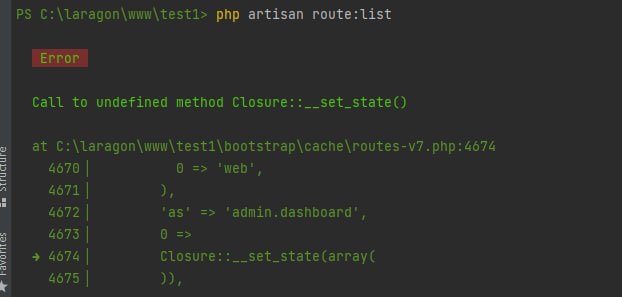 PS C:\laragon\www\test1> php artisan route:list
Error
Call to undefined method Closure::__set_state()
at C:\laragon\www\test1\bootstrap\cache\routes-v7.php:4674
4670| 0 => 'web',
4671| ),
4672| 'as' => 'admin.dashboard',
4673| 0 =>
➜ 4674| Closure::__set_state(array(
4675| )),
Structure
Favorites